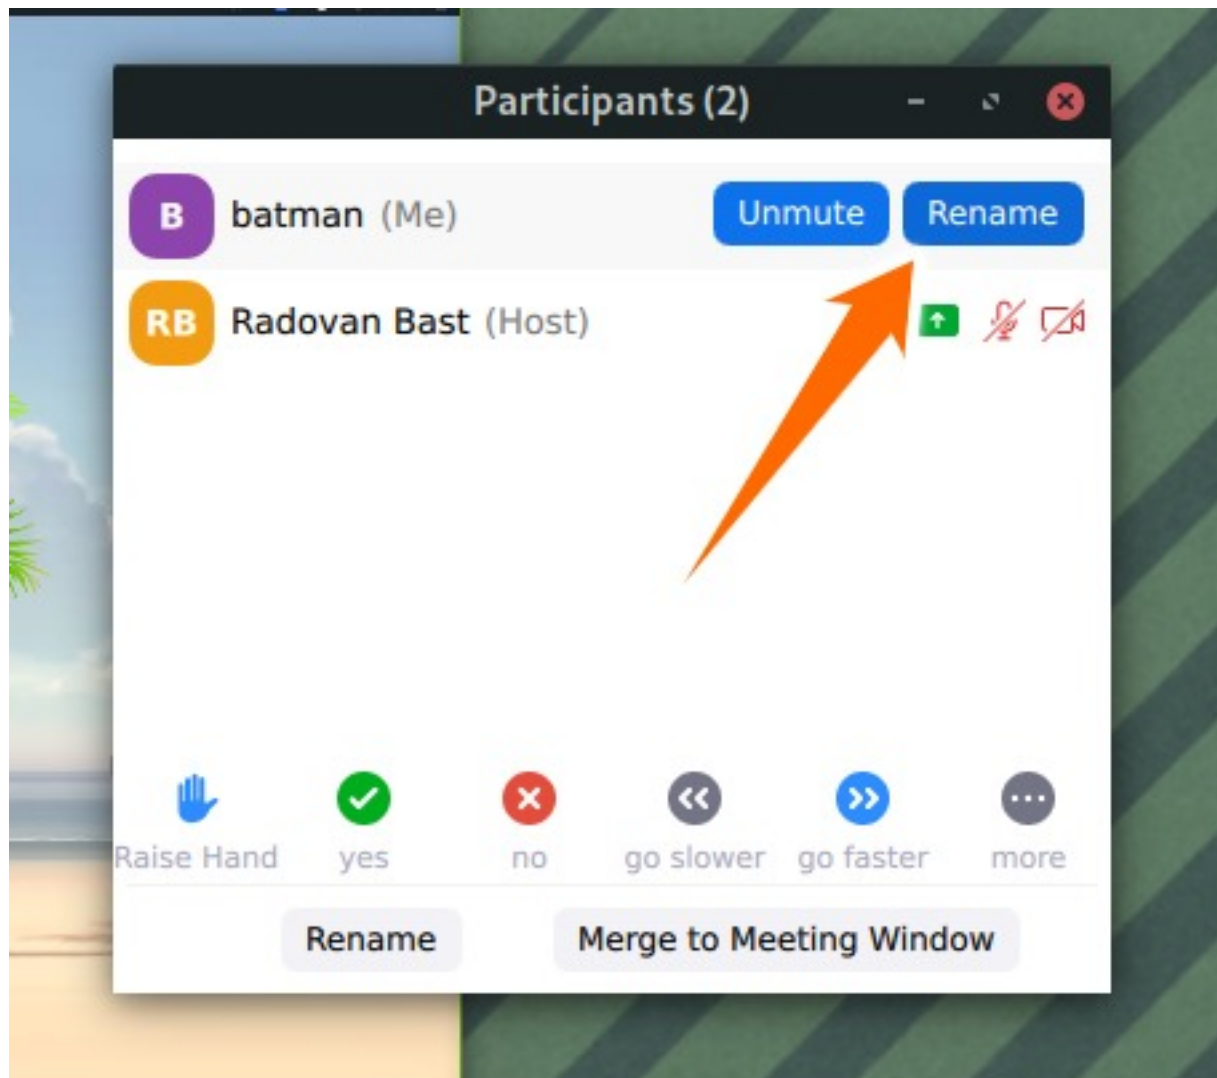 Participants (2)
B batman (Me) Unmute Rename
RB Radovan Bast (Host)
Raise Hand yes no go slower go faster more
Rename Merge to Meeting Window